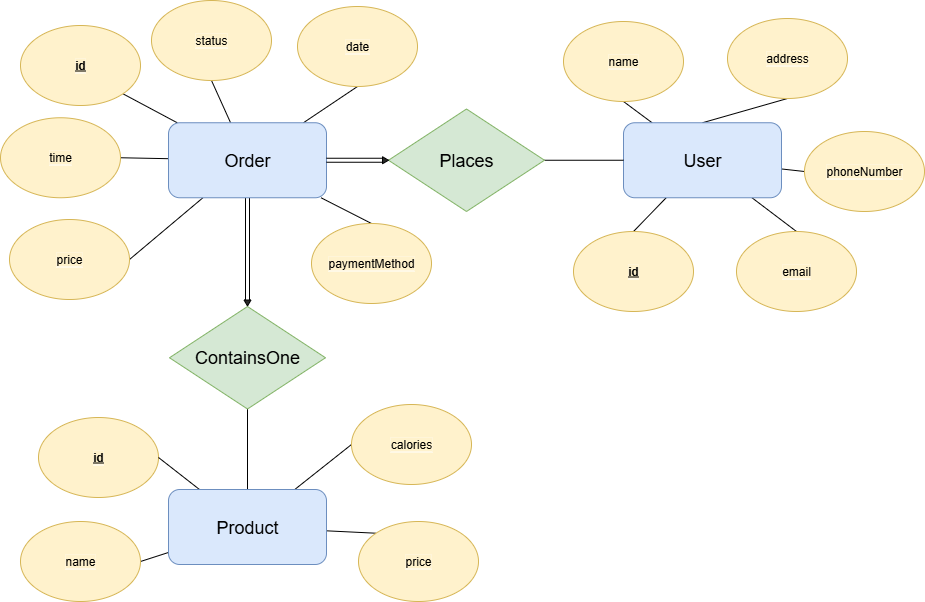 status
date
id
name
address
time
Order
Places
User
phoneNumber
price
paymentMethod
id
email
ContainsOne
id
calories
Product
name
price